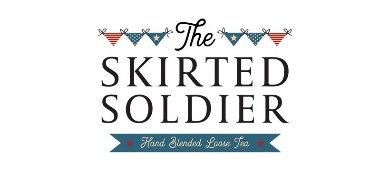 The
SKIRTED
SOLDIER
Hand Blended Loose Tea